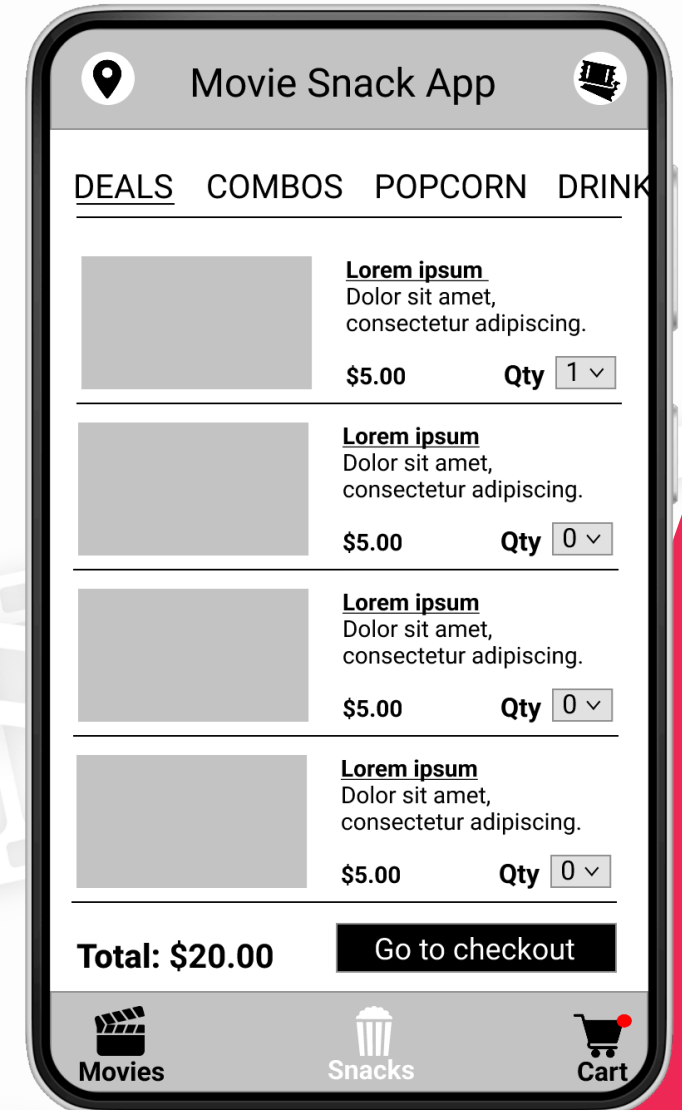 Movie Snack App
DEALS COMBOS POPCORN DRINK
Lorem ipsum
Dolor sit amet,
consectetur adipiscing.
$5.00 Qty 1
Lorem ipsum
Dolor sit amet,
consectetur adipiscing.
$5.00 Qty 0
Lorem ipsum
Dolor sit amet,
consectetur adipiscing.
$5.00 Qty 0
Lorem ipsum
Dolor sit amet,
consectetur adipiscing.
$5.00 Qty 0
Total: $20.00 Go to checkout
Movies Snacks Cart